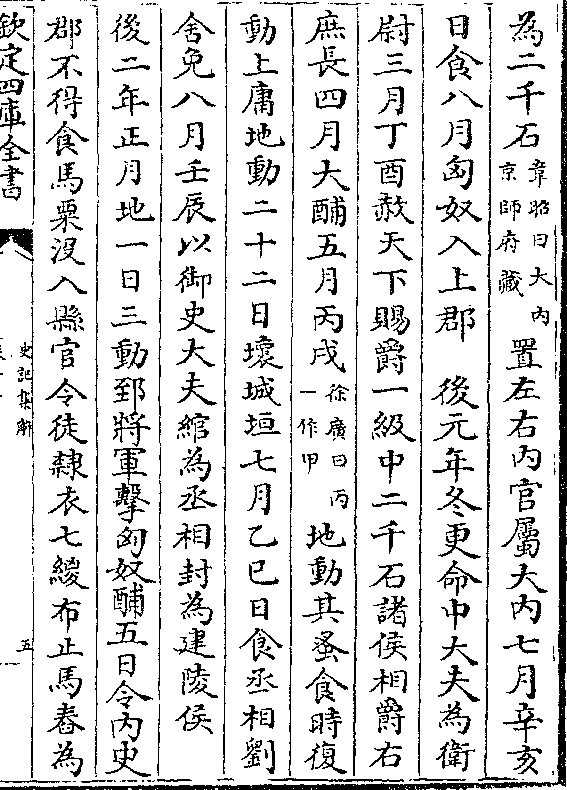 為二千石韋昭曰大内京師府藏置左右内官屬大内七月辛亥
日食八月匈奴入上郡　後元年冬更命中大夫為衛
尉三月丁酉赦天下賜爵一級中二千石諸侯相爵右
庶長四月大酺五月丙戌徐廣曰丙一作甲地動其蚤食時復
動上庸地動二十二日壞城垣七月乙巳日食丞相劉
舍免八月壬辰以御史大夫綰為丞相封為建陵侯
後二年正月地一日三動郅將軍擊匈奴酺五日令内史
郡不得食馬粟沒入縣官令徒隸衣七緵布止馬舂為
欽定四庫全書
史記集解
五